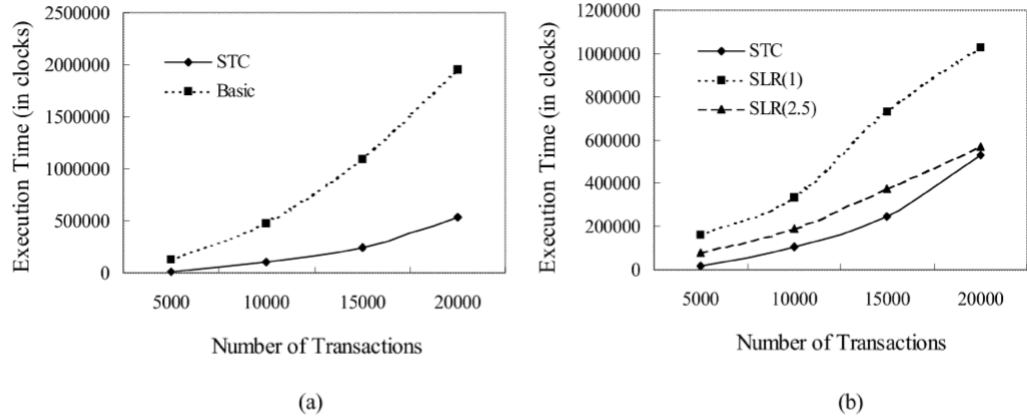 2500000
2000000
1500000
1000000
500000
0
Execution Time (in clocks)
STC
Basic
5000 10000 15000 20000
Number of Transactions
(a)
1200000
1000000
800000
600000
400000
200000
0
Execution Time (in clocks)
STC
SLR(1)
SLR(2.5)
5000 10000 15000 20000
Number of Transactions
(b)